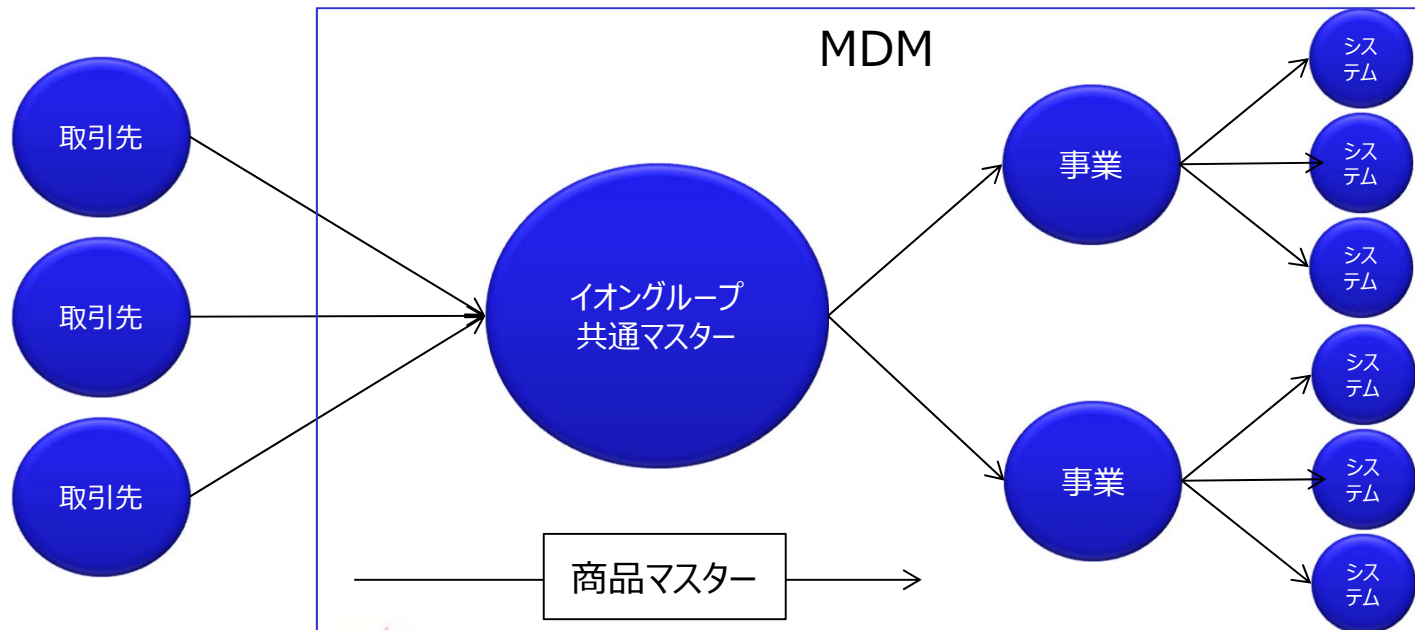 MDM
取引先
取引先
取引先
イオングループ
共通マスター
事業
事業
シス
テム
シス
テム
シス
テム
シス
テム
シス
テム
シス
テム
商品マスター